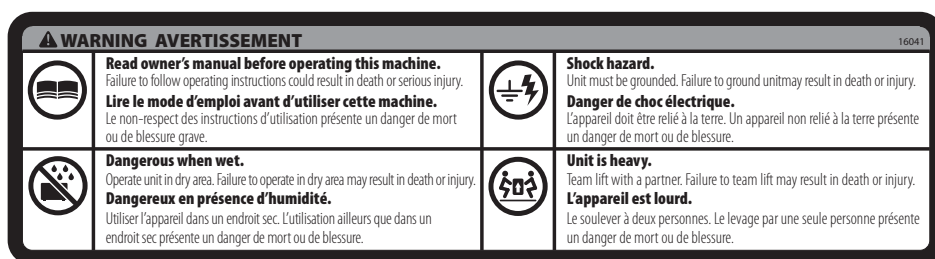 WARNING AVERTISSEMENT
16041
Read owner's manual before operating this machine.
Failure to follow operating instructions could result in death or serious injury.
Lire le mode d'emploi avant d'utiliser cette machine.
Le non-respect des instructions d'utilisation présente un danger de mort
ou de blessure grave.
Shock hazard.
Unit must be grounded. Failure to ground unitmay result in death or injury.
Danger de choc électrique.
L'appareil doit être relié à la terre. Un appareil non relié à la terre présente
un danger de mort ou de blessure.
Dangerous when wet.
Operate unit in dry area. Failure to operate in dry area may result in death or injury.
Dangereux en présence d'humidité.
Utiliser l'appareil dans un endroit sec. L'utilisation ailleurs que dans un
endroit sec présente un danger de mort ou de blessure.
Unit is heavy.
Team lift with a partner. Failure to team lift may result in death or injury.
L'appareil est lourd.
Le soulever à deux personnes. Le levage par une seule personne présente
un danger de mort ou de blessure.